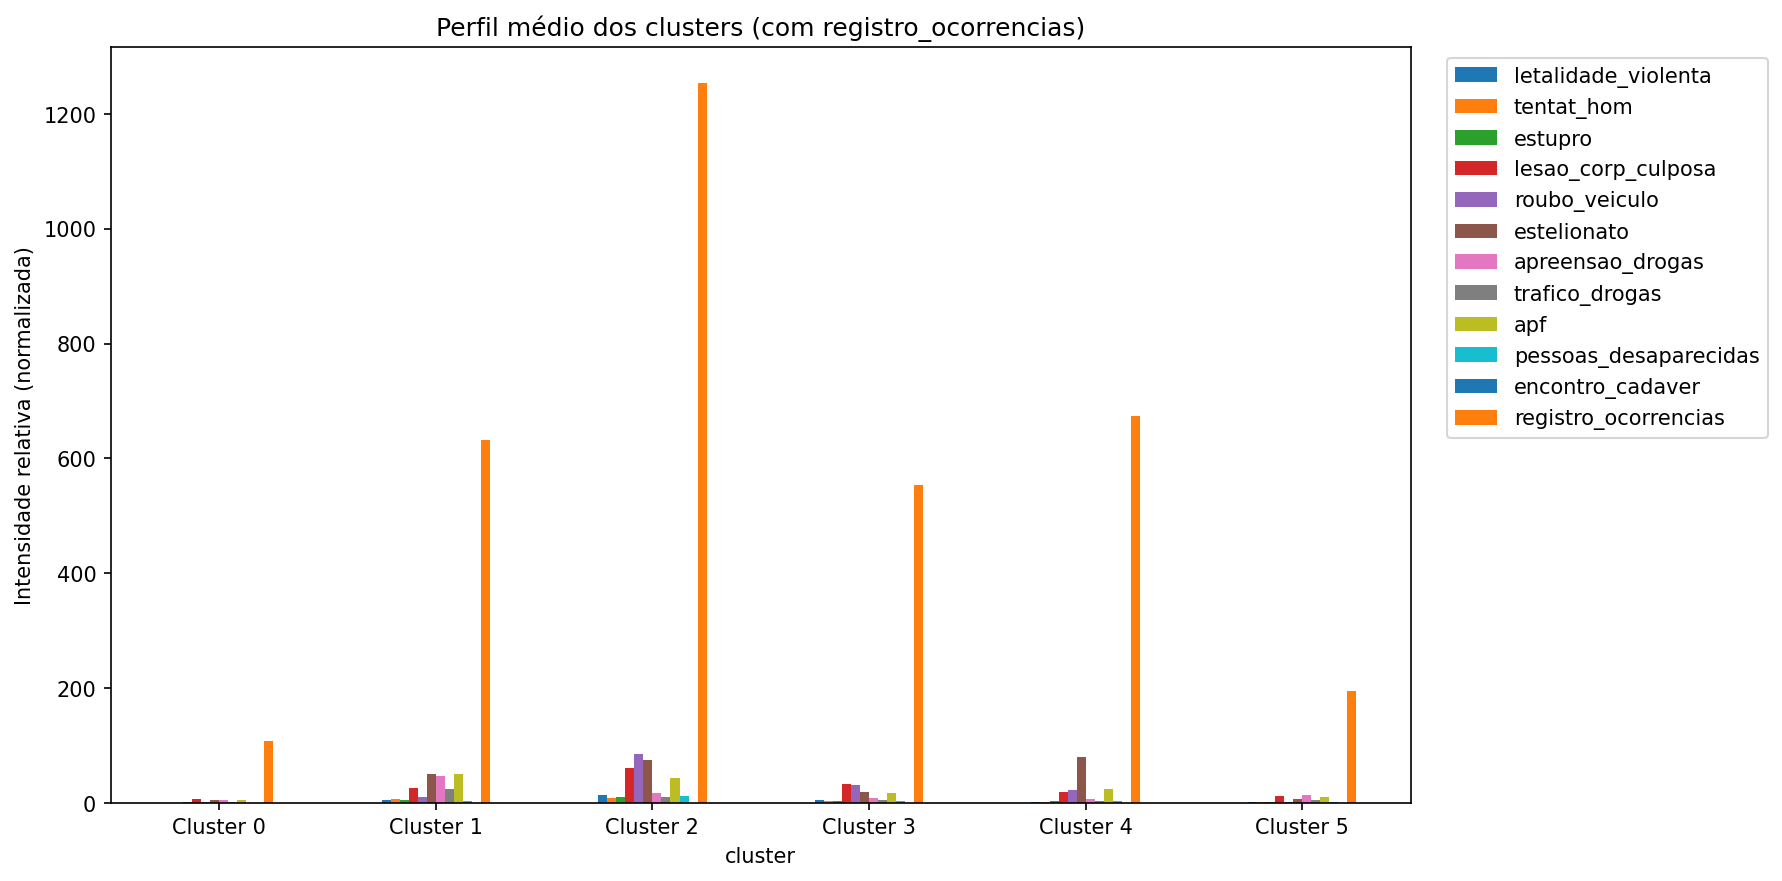 Perfil médio dos clusters (com registro_ocorrencias)
Intensidade relativa (normalizada)
1200
1000
800
600
400
200
0
Cluster 0
Cluster 1
Cluster 2
Cluster 3
Cluster 4
Cluster 5
cluster
letalidade_violenta
tentat_hom
estupro
lesao_corp_culposa
roubo_veiculo
estelionato
apreensao_drogas
trafico_drogas
apf
pessoas_desaparecidas
encontro_cadaver
registro_ocorrencias